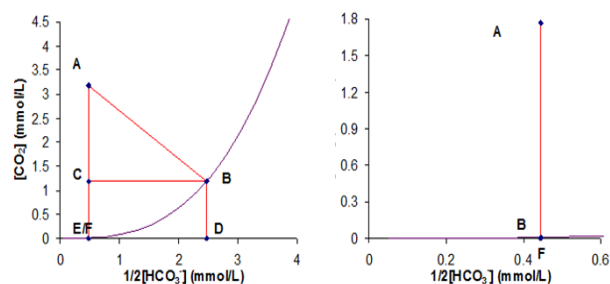 4.5
4
3.5
3
2.5
2
1.5
1
0.5
0
[CO₂] (mmol/L)
A
C
B
E/F
D
0 1 2 3 4
1/2[HCO₃⁻] (mmol/L)
1.8
1.5
1.2
0.9
0.6
0.3
0
A
B
F
0 0.2 0.4 0.6
1/2[HCO₃⁻] (mmol/L)